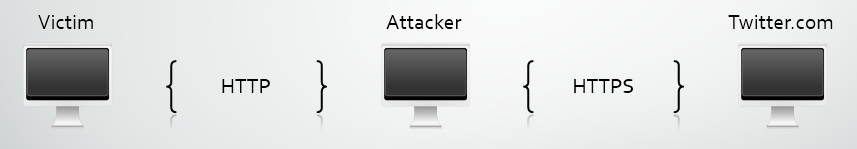 Victim
Attacker
Twitter.com
{ HTTP }
{ HTTPS }